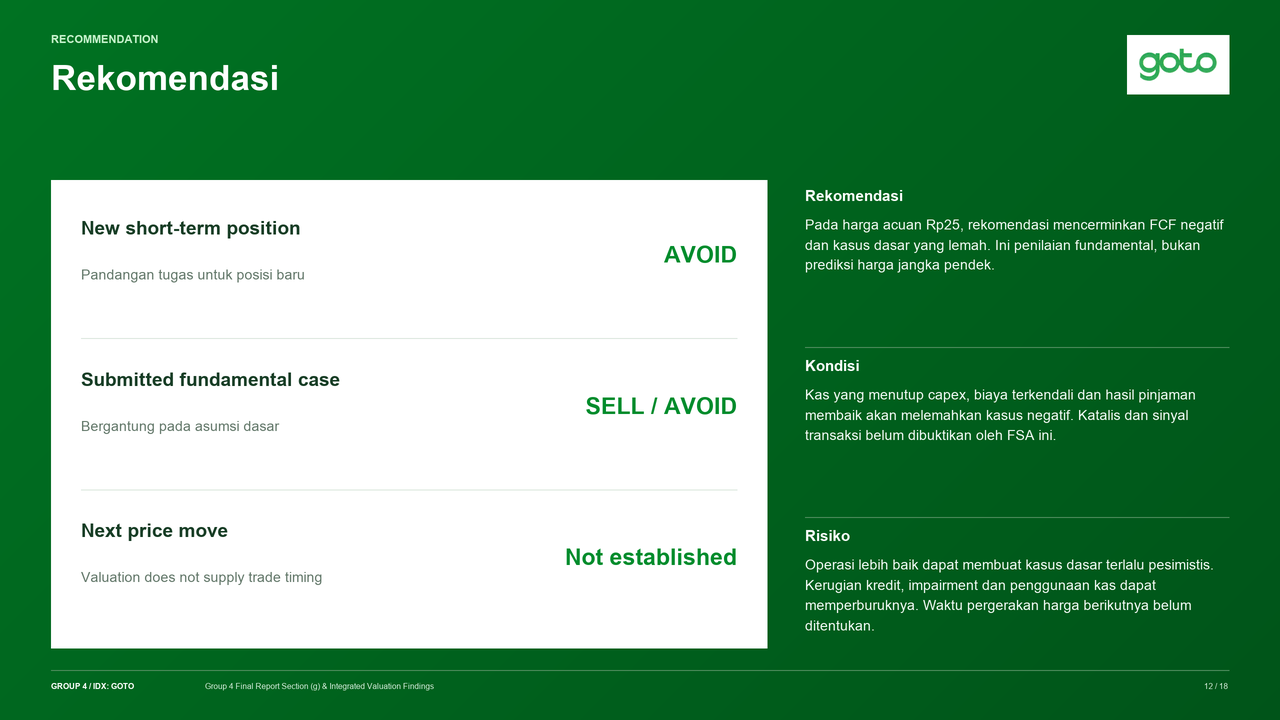 RECOMMENDATION
Rekomendasi
goto
New short-term position
Pandangan tugas untuk posisi baru
AVOID
Submitted fundamental case
Bergantung pada asumsi dasar
SELL / AVOID
Next price move
Valuation does not supply trade timing
Not established
Rekomendasi
Pada harga acuan Rp25, rekomendasi mencerminkan FCF negatif
dan kasus dasar yang lemah. Ini penilaian fundamental, bukan
prediksi harga jangka pendek.
Kondisi
Kas yang menutup capex, biaya terkendali dan hasil pinjaman
membaik akan melemahkan kasus negatif. Katalis dan sinyal
transaksi belum dibuktikan oleh FSA ini.
Risiko
Operasi lebih baik dapat membuat kasus dasar terlalu pesimistis.
Kerugian kredit, impairment dan penggunaan kas dapat
memperburuknya. Waktu pergerakan harga berikutnya belum
ditentukan.
GROUP 4 / IDX: GOTO
Group 4 Final Report Section (g) & Integrated Valuation Findings
12 / 18